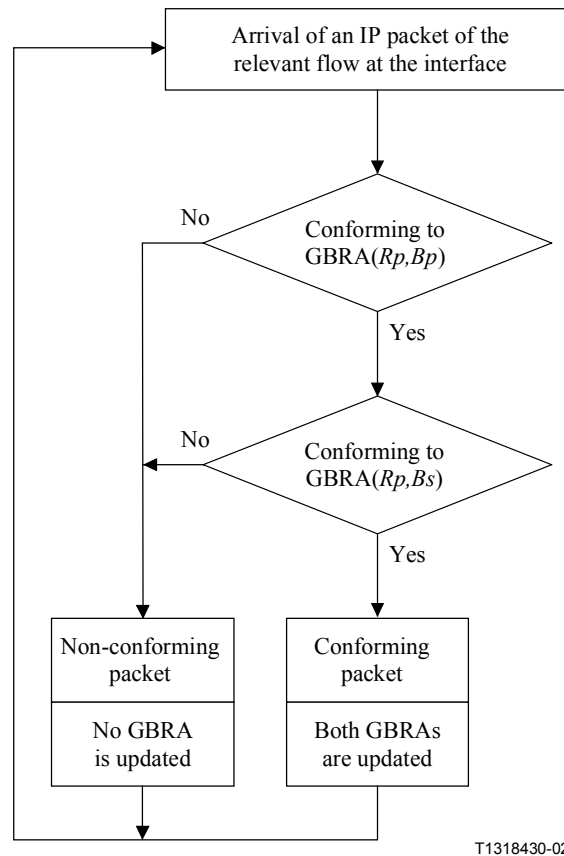 Arrival of an IP packet of the
relevant flow at the interface
No
Conforming to
GBRA(Rp,Bp)
Yes
No
Conforming to
GBRA(Rp,Bs)
Yes
Non-conforming
packet
No GBRA
is updated
Conforming
packet
Both GBRAs
are updated
T1318430-02